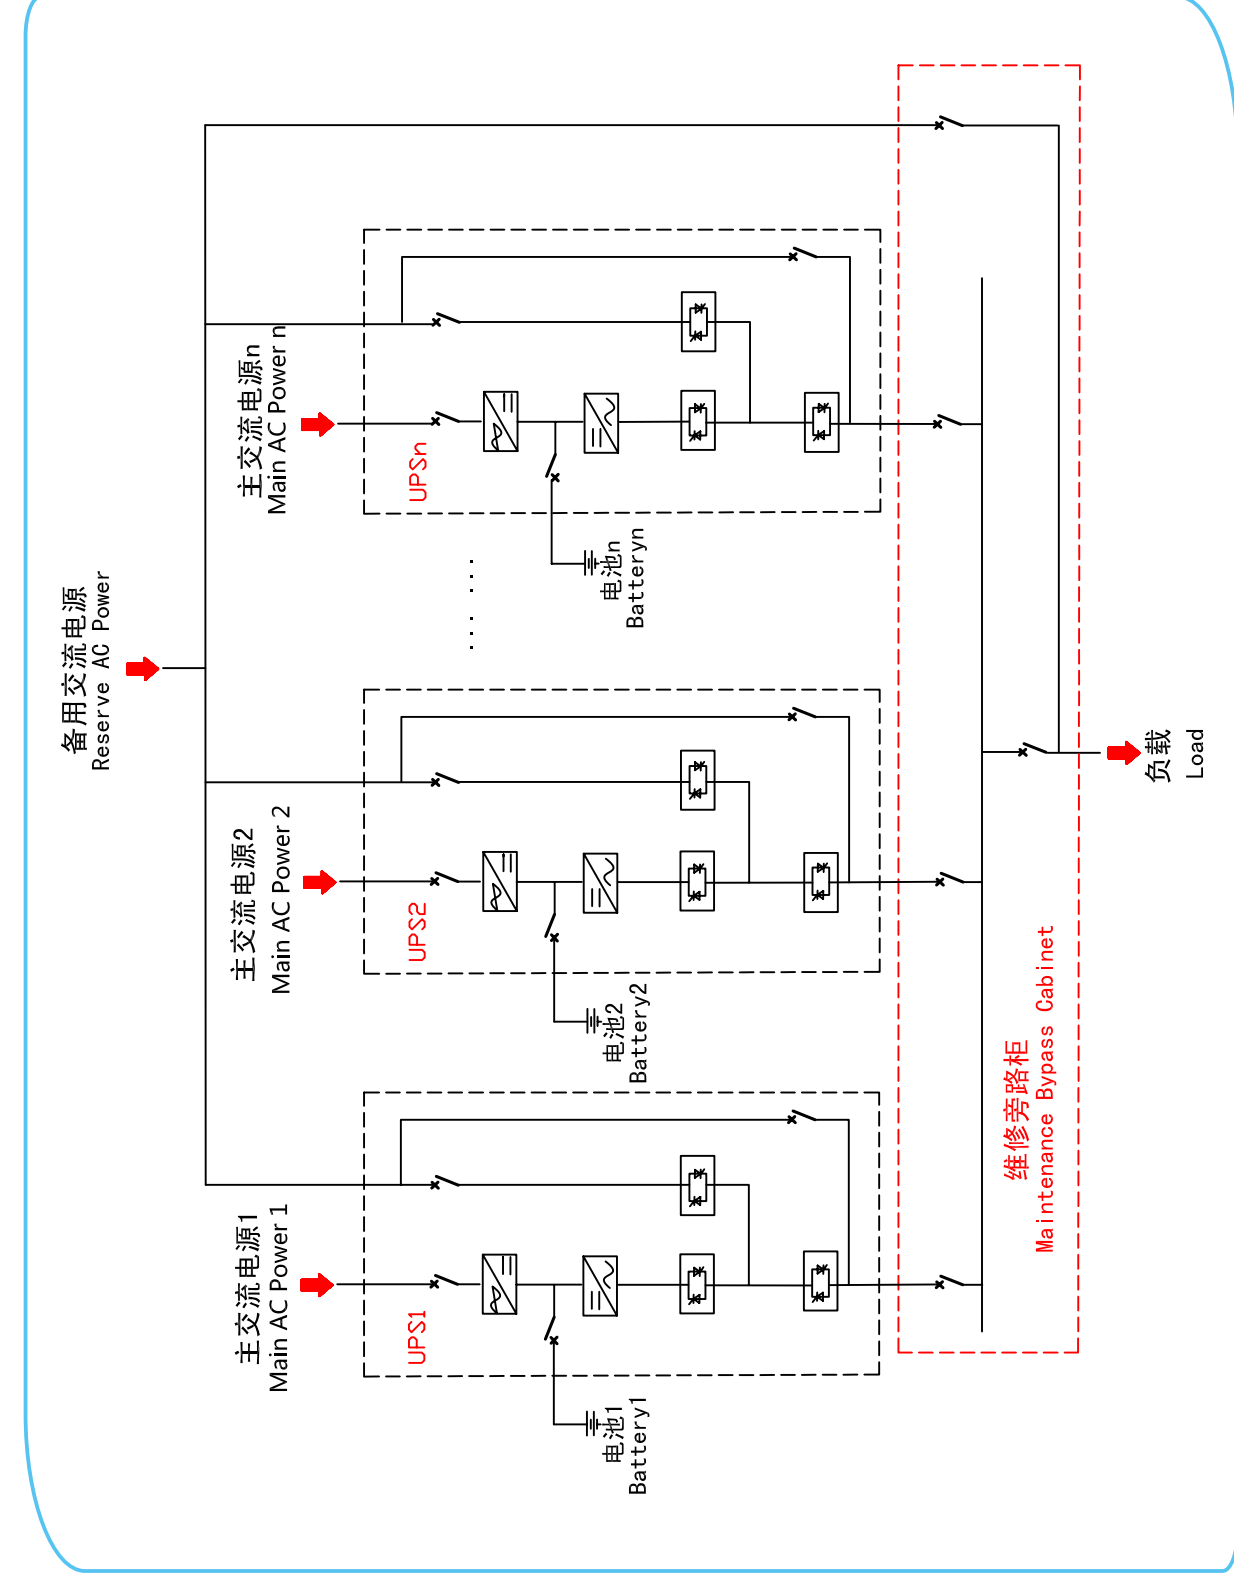 备用交流电源
Reserve AC Power
主交流电源1
Main AC Power 1
主交流电源2
Main AC Power 2
主交流电源n
Main AC Power n
UPS1
UPS2
UPSn
电池1
Battery1
电池2
Battery2
电池n
Batteryn
维修旁路柜
Maintenance Bypass Cabinet
负载
Load